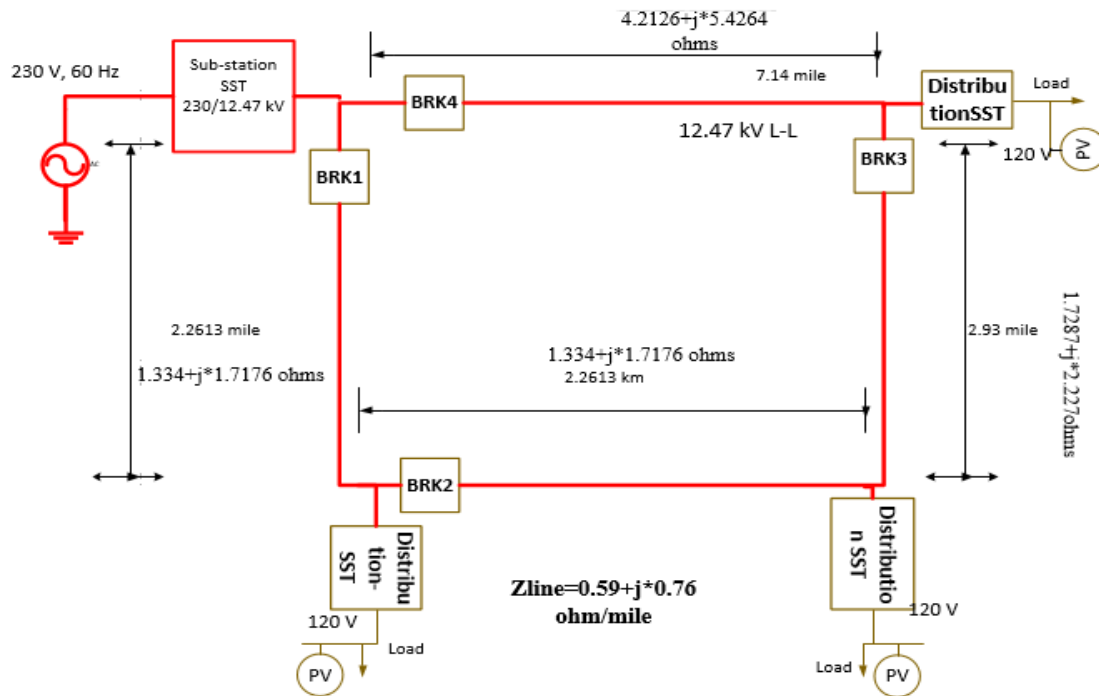 4.2126+j*5.4264
ohms
230 V, 60 Hz
Sub-station
SST
230/12.47 kV
7.14 mile
BRK4
12.47 kV L-L
Distribu
tionSST
Load
120 V
PV
BRK1
BRK3
2.2613 mile
1.334+j*1.7176 ohms
1.334+j*1.7176 ohms
2.2613 km
2.93 mile
1.7287+j*2.227ohms
BRK2
Distribu
tion-
SST
Distributio
n SST
Zline=0.59+j*0.76
ohm/mile
120 V
Load
PV
120 V
Load
PV